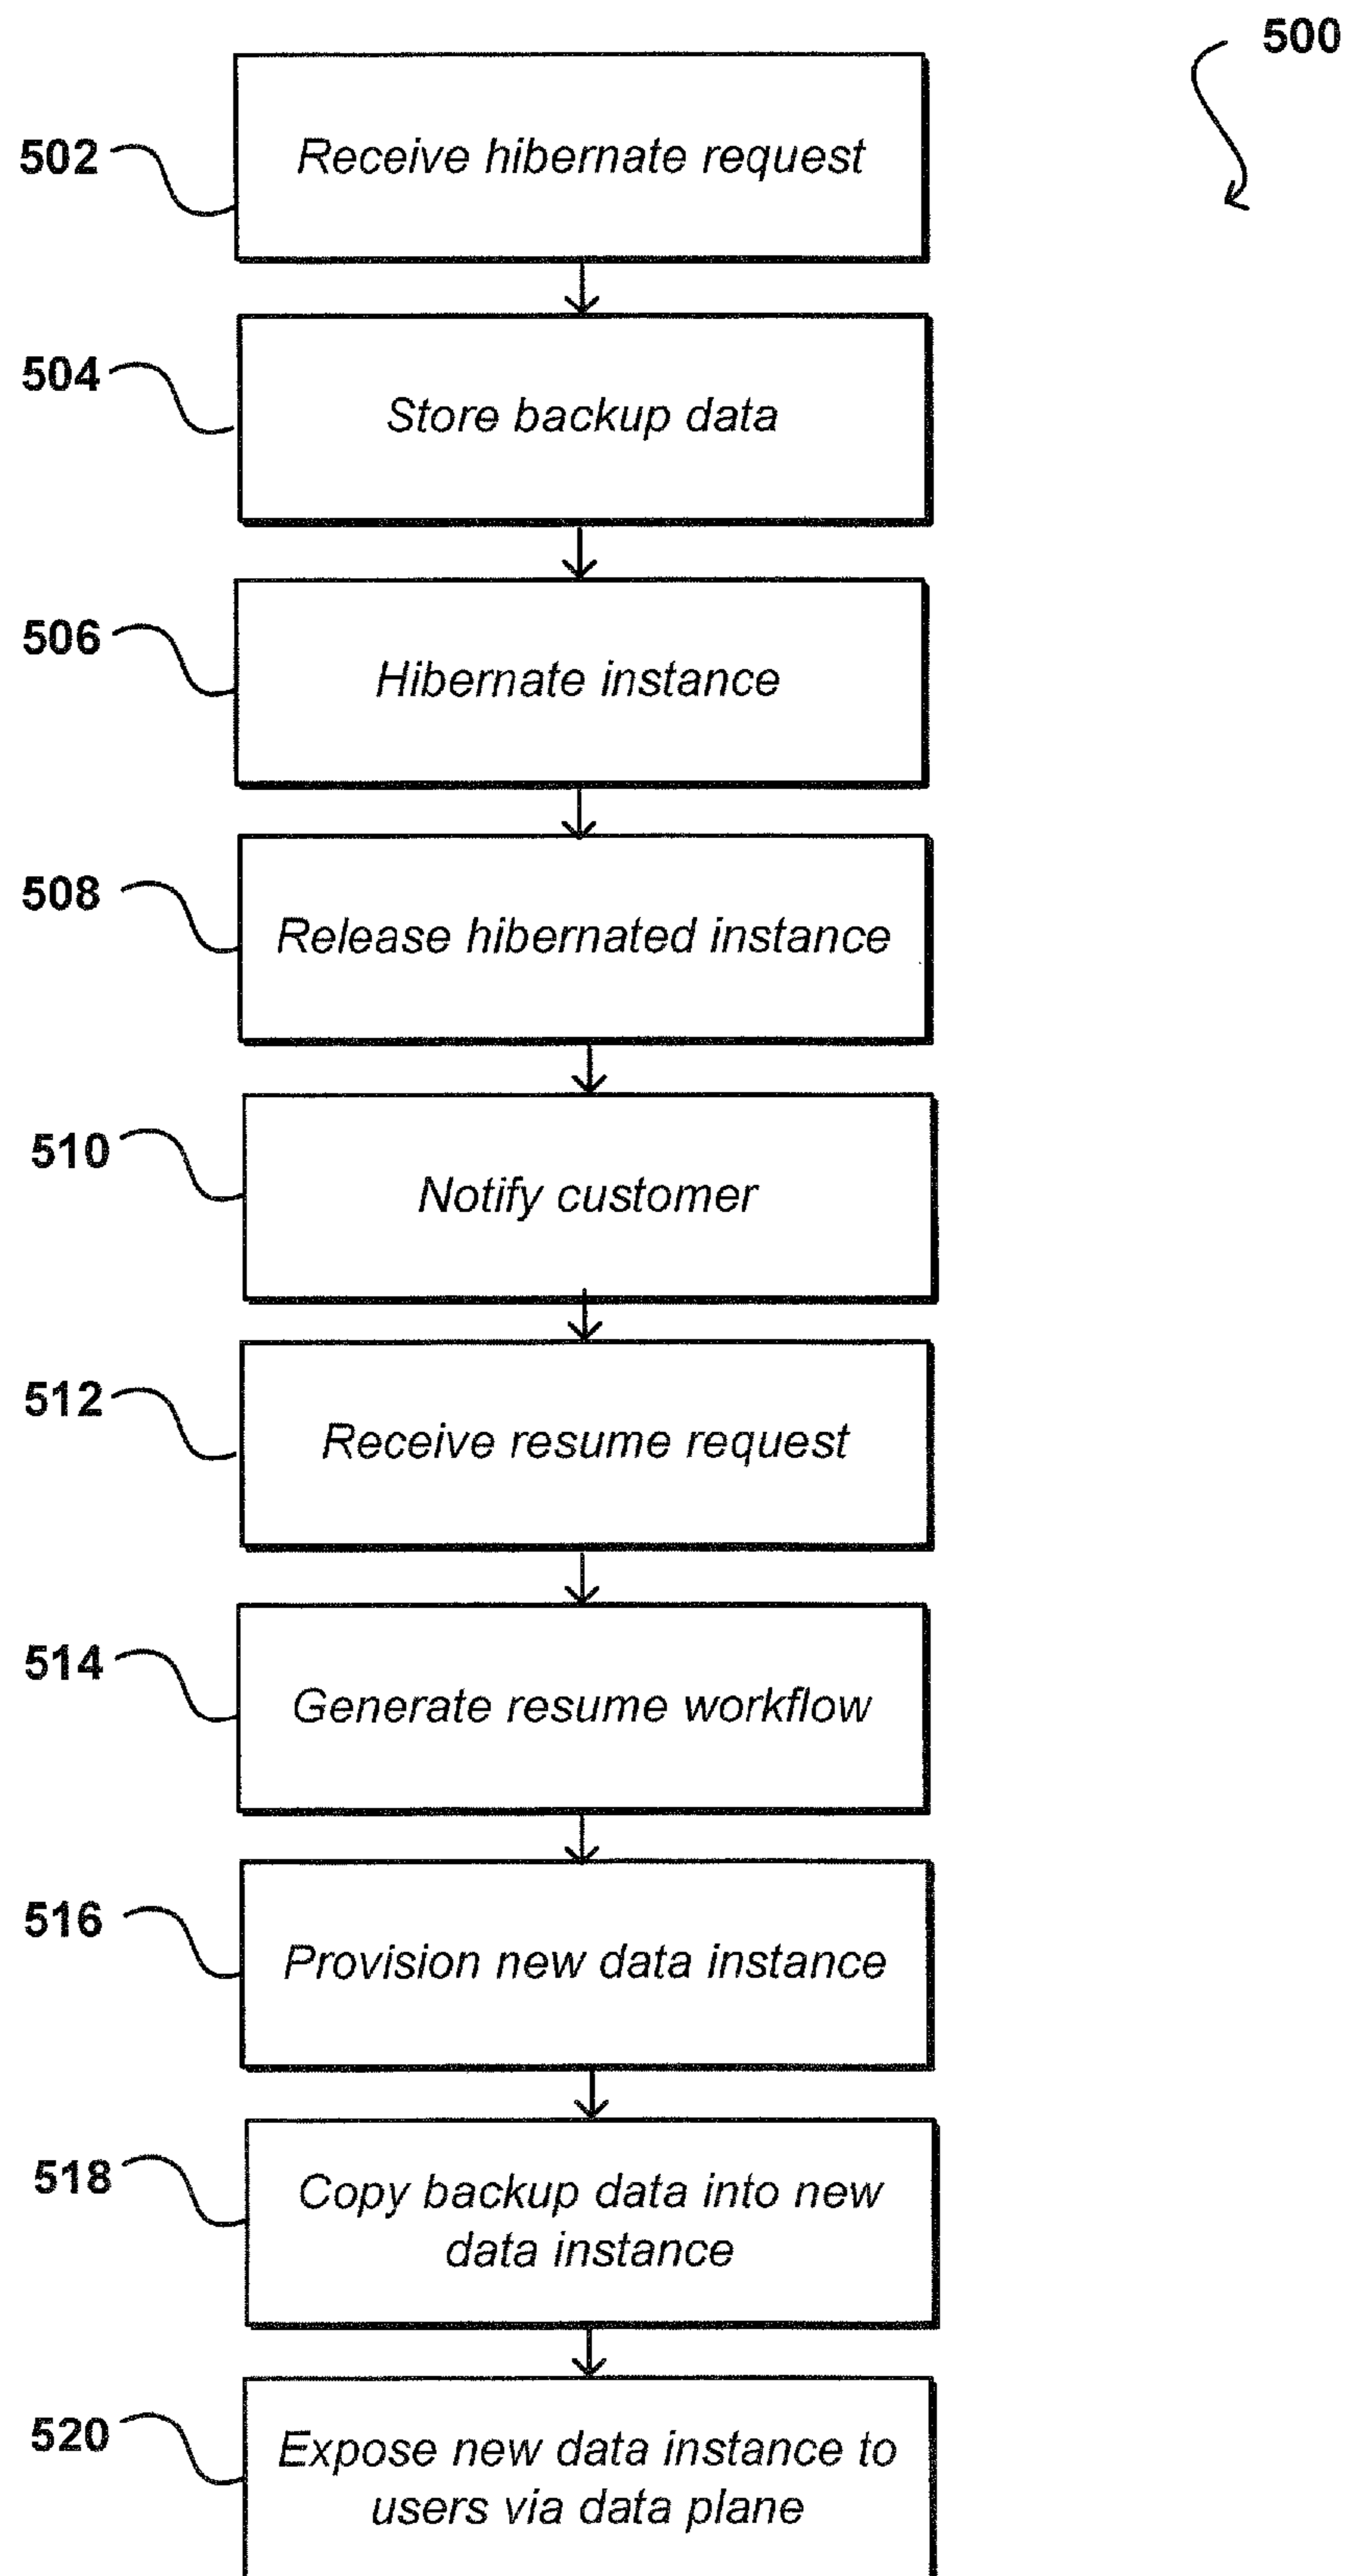 500
502
Receive hibernate request
504
Store backup data
506
Hibernate instance
508
Release hibernated instance
510
Notify customer
512
Receive resume request
514
Generate resume workflow
516
Provision new data instance
518
Copy backup data into new
data instance
520
Expose new data instance to
users via data plane